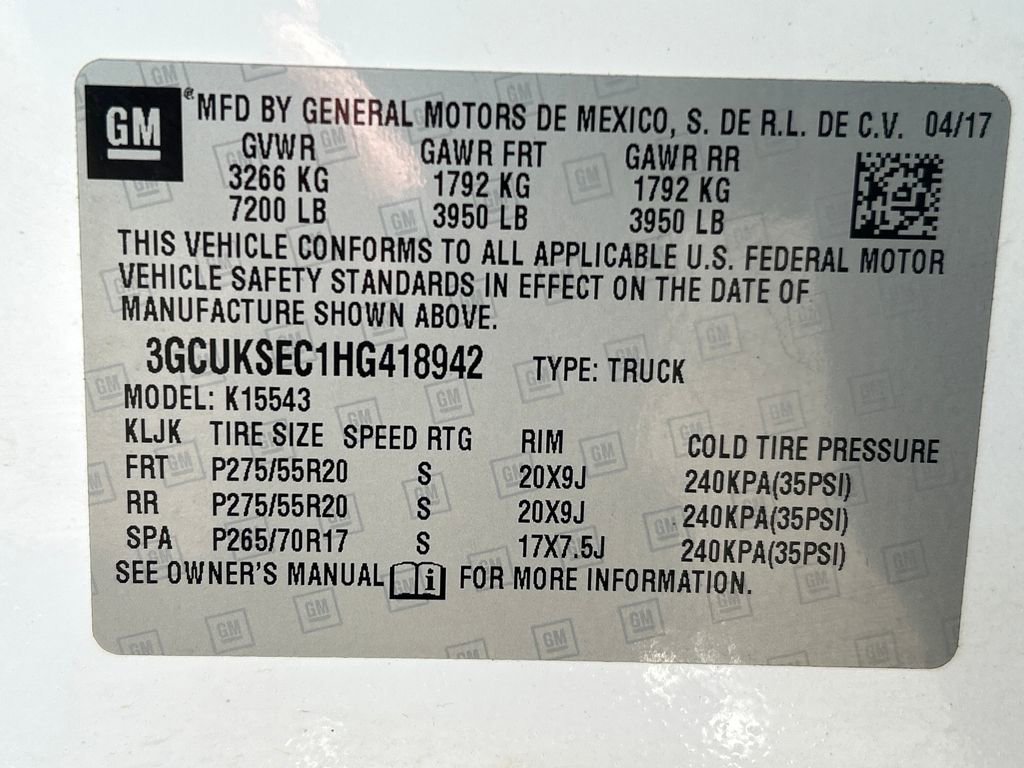 GM ® MFD BY GENERAL MOTORS DE MEXICO, S. DE R.L. DE C.V. 04/17
GVWR GAWR FRT GAWR RR
3266 KG 1792 KG 1792 KG
7200 LB 3950 LB 3950 LB
THIS VEHICLE CONFORMS TO ALL APPLICABLE U.S. FEDERAL MOTOR
VEHICLE SAFETY STANDARDS IN EFFECT ON THE DATE OF
MANUFACTURE SHOWN ABOVE.
3GCUKSEC1HG418942 TYPE: TRUCK
MODEL: K15543
KLJK TIRE SIZE SPEED RTG RIM COLD TIRE PRESSURE
FRT P275/55R20 S 20X9J 240KPA(35PSI)
RR P275/55R20 S 20X9J 240KPA(35PSI)
SPA P265/70R17 S 17X7.5J 240KPA(35PSI)
SEE OWNER'S MANUAL i FOR MORE INFORMATION.